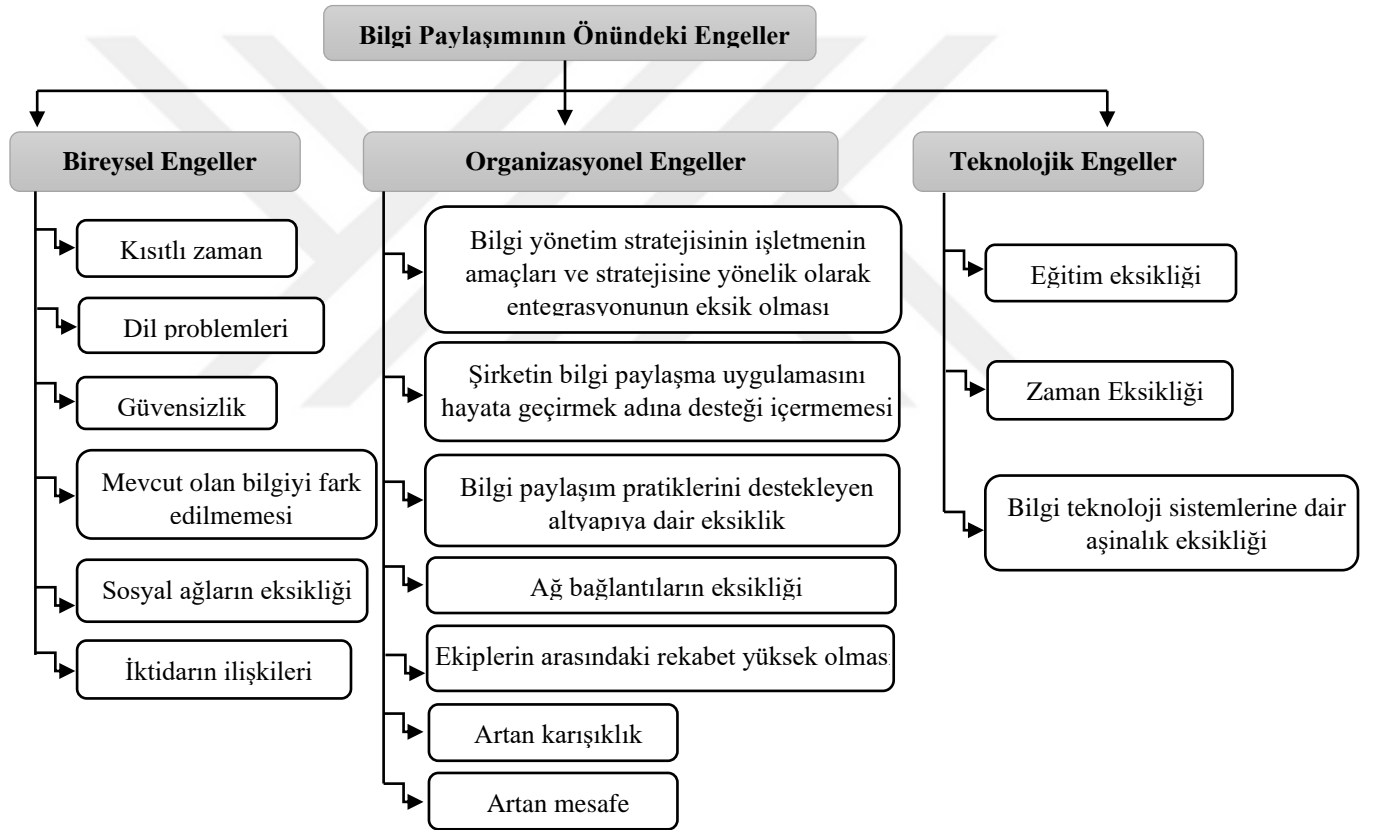 Bilgi Paylaşımının Önündeki Engeller
Bireysel Engeller
Kısıtlı zaman
Dil problemleri
Güvensizlik
Mevcut olan bilgiyi fark
edilmemesi
Sosyal ağların eksikliği
İktidarın ilişkileri
Organizasyonel Engeller
Bilgi yönetim stratejisinin işletmenin
amaçları ve stratejisine yönelik olarak
entegrasyonunun eksik olması
Şirketin bilgi paylaşma uygulamasını
hayata geçirmek adına desteği içermemesi
Bilgi paylaşım pratiklerini destekleyen
altyapıya dair eksiklik
Ağ bağlantıların eksikliği
Ekiplerin arasındaki rekabet yüksek olmas
Artan karışıklık
Artan mesafe
Teknolojik Engeller
Eğitim eksikliği
Zaman Eksikliği
Bilgi teknoloji sistemlerine dair
aşinalık eksikliği